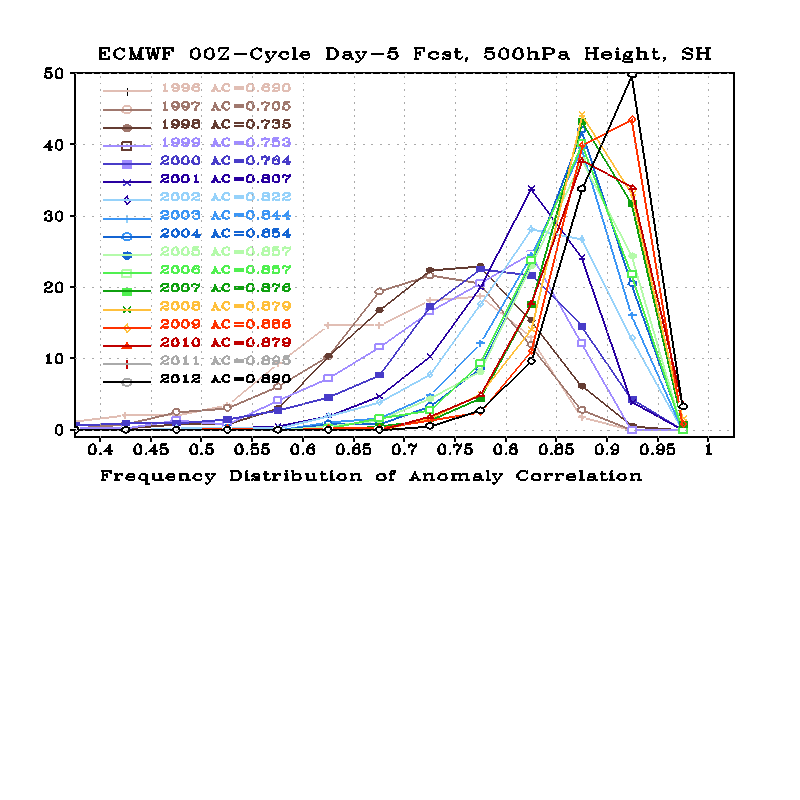 ECMWF 00Z-Cycle Day-5 Fcst, 500hPa Height, SH
50
40
30
20
10
0
1996 AC=0.690
1997 AC=0.705
1998 AC=0.735
1999 AC=0.753
2000 AC=0.764
2001 AC=0.807
2002 AC=0.822
2003 AC=0.844
2004 AC=0.854
2005 AC=0.857
2006 AC=0.857
2007 AC=0.876
2008 AC=0.879
2009 AC=0.886
2010 AC=0.879
2011 AC=0.895
2012 AC=0.890
0.4 0.45 0.5 0.55 0.6 0.65 0.7 0.75 0.8 0.85 0.9 0.95 1
Frequency Distribution of Anomaly Correlation